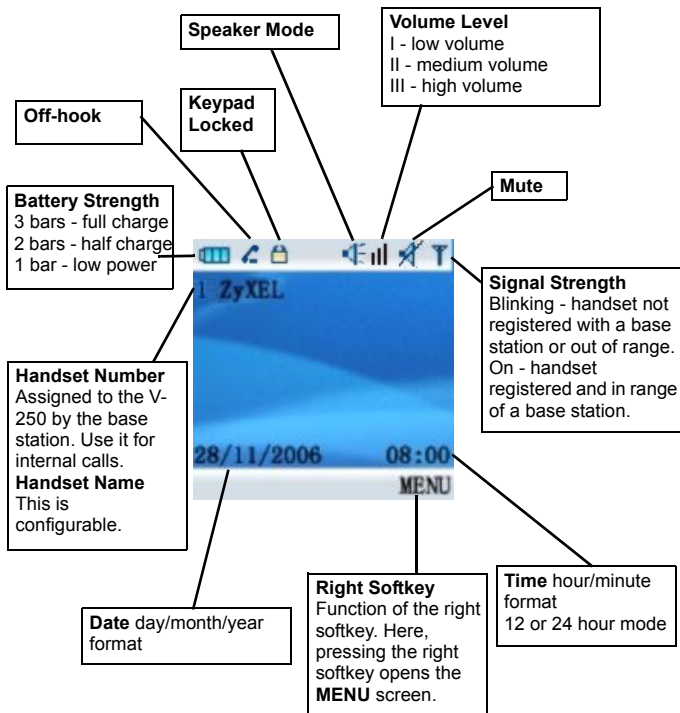 Speaker Mode
Volume Level
I - low volume
II - medium volume
III - high volume
Off-hook
Keypad
Locked
Mute
Battery Strength
3 bars - full charge
2 bars - half charge
1 bar - low power
Signal Strength
Blinking - handset not
registered with a base
station or out of range.
On - handset
registered and in range
of a base station.
1 ZyXEL
Handset Number
Assigned to the V-
250 by the base
station. Use it for
internal calls.
Handset Name
This is
configurable.
28/11/2006 08:00
MENU
Date day/month/year
format
Right Softkey
Function of the right
softkey. Here,
pressing the right
softkey opens the
MENU screen.
Time hour/minute
format
12 or 24 hour mode